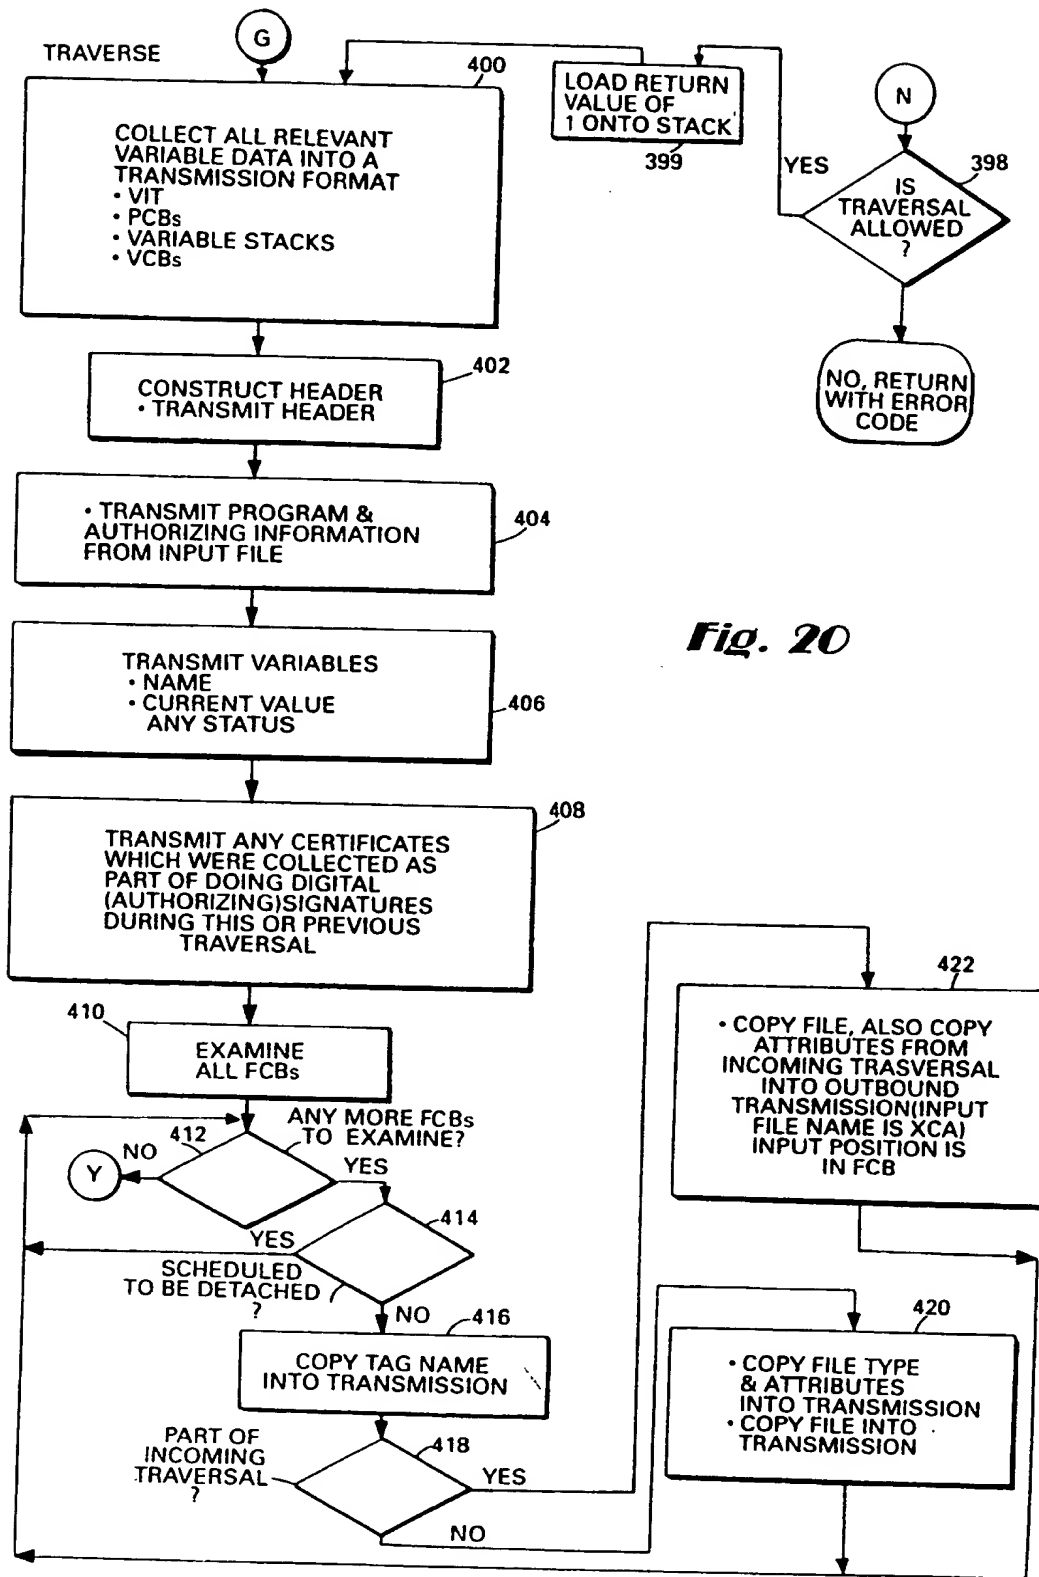 TRAVERSE
G
400
COLLECT ALL RELEVANT
VARIABLE DATA INTO A
TRANSMISSION FORMAT
• VIT
• PCBs
• VARIABLE STACKS
• VCBs
LOAD RETURN
VALUE OF
1 ONTO STACK
399
N
YES
398
IS
TRAVERSAL
ALLOWED
?
NO, RETURN
WITH ERROR
CODE
402
CONSTRUCT HEADER
• TRANSMIT HEADER
404
• TRANSMIT PROGRAM &
AUTHORIZING INFORMATION
FROM INPUT FILE
Fig. 20
TRANSMIT VARIABLES
• NAME
• CURRENT VALUE
ANY STATUS
406
408
TRANSMIT ANY CERTIFICATES
WHICH WERE COLLECTED AS
PART OF DOING DIGITAL
(AUTHORIZING)SIGNATURES
DURING THIS OR PREVIOUS
TRAVERSAL
410
EXAMINE
ALL FCBs
412
ANY MORE FCBs
TO EXAMINE?
NO
Y
YES
414
YES
SCHEDULED
TO BE DETACHED
?
NO
416
COPY TAG NAME
INTO TRANSMISSION
PART OF
INCOMING
TRAVERSAL
?
418
YES
NO
422
• COPY FILE, ALSO COPY
ATTRIBUTES FROM
INCOMING TRASVERSAL
INTO OUTBOUND
TRANSMISSION(INPUT
FILE NAME IS XCA)
INPUT POSITION IS
IN FCB
420
• COPY FILE TYPE
& ATTRIBUTES
INTO TRANSMISSION
• COPY FILE INTO
TRANSMISSION